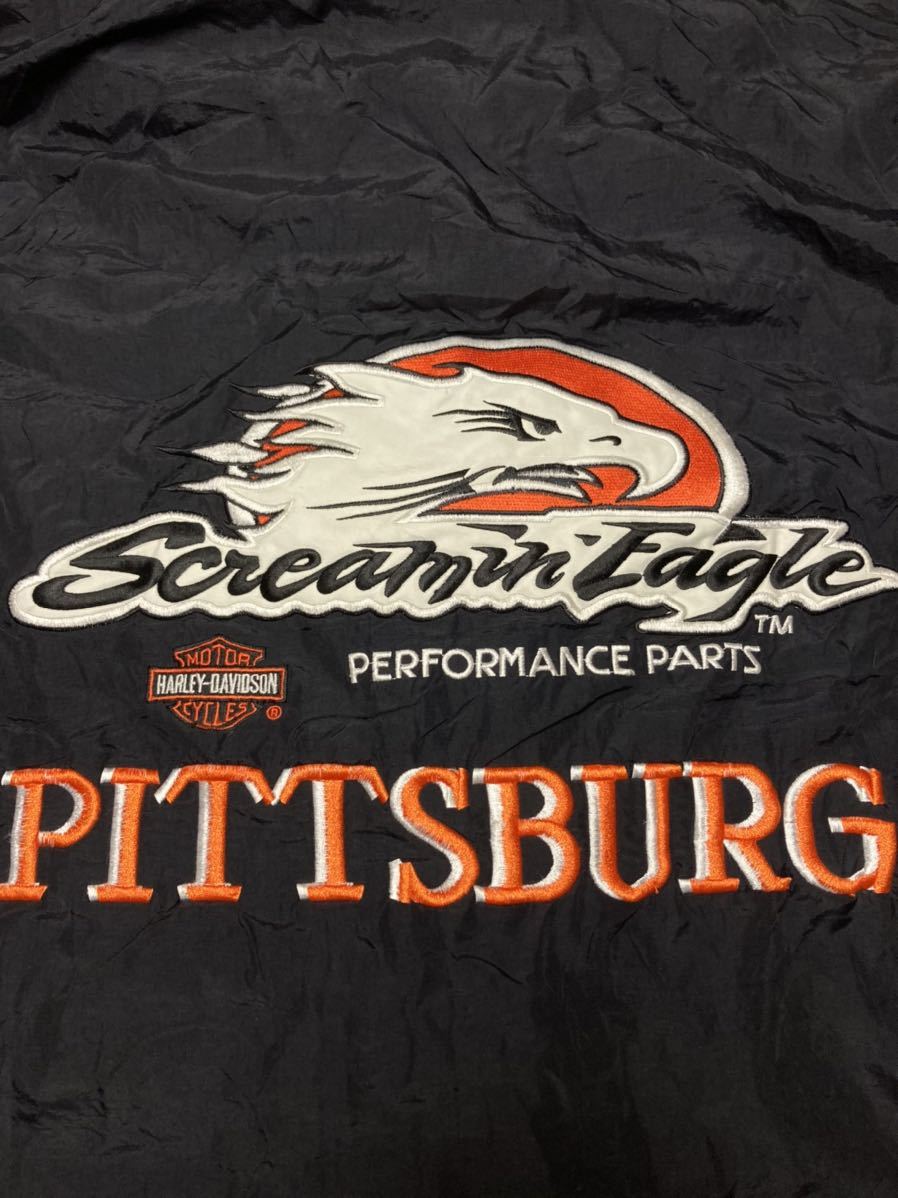 Screamin' Eagle
TM
PERFORMANCE PARTS
MOTOR
HARLEY-DAVIDSON
CYCLES ®
PITTSBURG